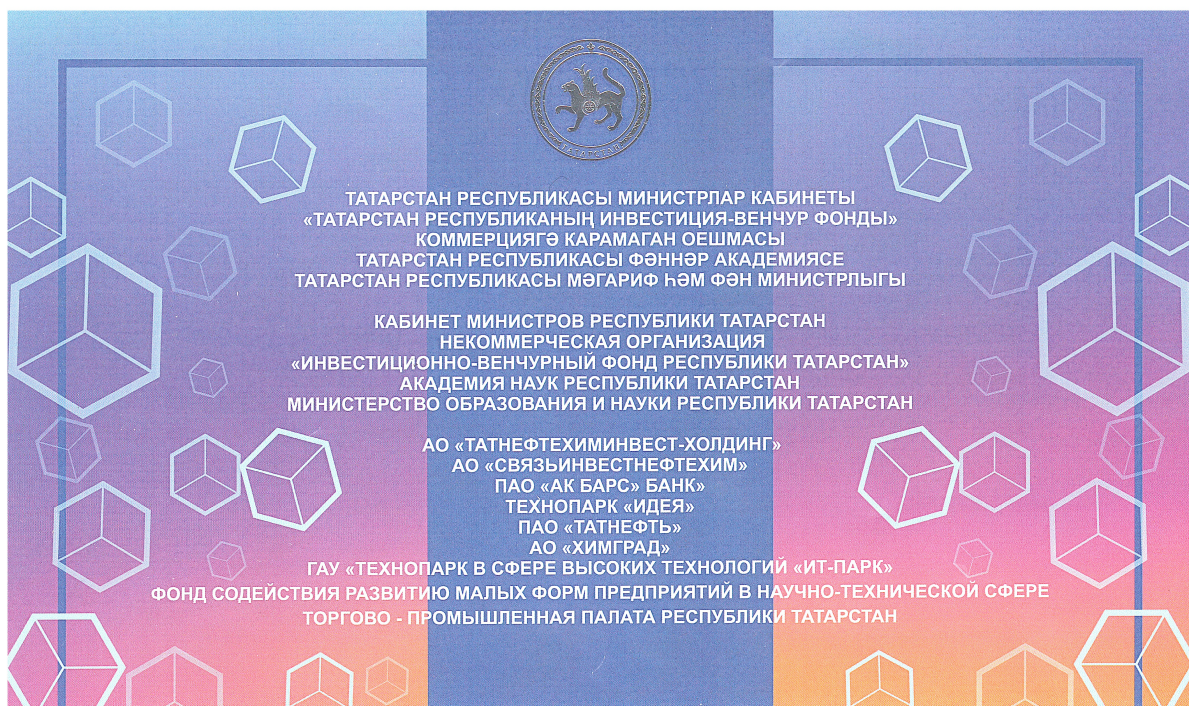 ТАТАРСТАН
ТАТАРСТАН РЕСПУБЛИКАСЫ МИНИСТРЛАР КАБИНЕТЫ
«ТАТАРСТАН РЕСПУБЛИКАНЫҢ ИНВЕСТИЦИЯ-ВЕНЧУР ФОНДЫ»
КОММЕРЦИЯГӘ КАРАМАГАН ОЕШМАСЫ
ТАТАРСТАН РЕСПУБЛИКАСЫ ФӘННӘР АКАДЕМИЯСЕ
ТАТАРСТАН РЕСПУБЛИКАСЫ МӘГАРИФ ҺӘМ ФӘН МИНИСТРЛЫГЫ
КАБИНЕТ МИНИСТРОВ РЕСПУБЛИКИ ТАТАРСТАН
НЕКОММЕРЧЕСКАЯ ОРГАНИЗАЦИЯ
«ИНВЕСТИЦИОННО-ВЕНЧУРНЫЙ ФОНД РЕСПУБЛИКИ ТАТАРСТАН»
АКАДЕМИЯ НАУК РЕСПУБЛИКИ ТАТАРСТАН
МИНИСТЕРСТВО ОБРАЗОВАНИЯ И НАУКИ РЕСПУБЛИКИ ТАТАРСТАН
АО «ТАТНЕФТЕХИМИНВЕСТ-ХОЛДИНГ»
АО «СВЯЗЬИНВЕСТНЕФТЕХИМ»
ПАО «АК БАРС» БАНК»
ТЕХНОПАРК «ИДЕЯ»
ПАО «ТАТНЕФТЬ»
АО «ХИМГРАД»
ГАУ «ТЕХНОПАРК В СФЕРЕ ВЫСОКИХ ТЕХНОЛОГИЙ «ИТ-ПАРК»
ФОНД СОДЕЙСТВИЯ РАЗВИТИЮ МАЛЫХ ФОРМ ПРЕДПРИЯТИЙ В НАУЧНО-ТЕХНИЧЕСКОЙ СФЕРЕ
ТОРГОВО - ПРОМЫШЛЕННАЯ ПАЛАТА РЕСПУБЛИКИ ТАТАРСТАН